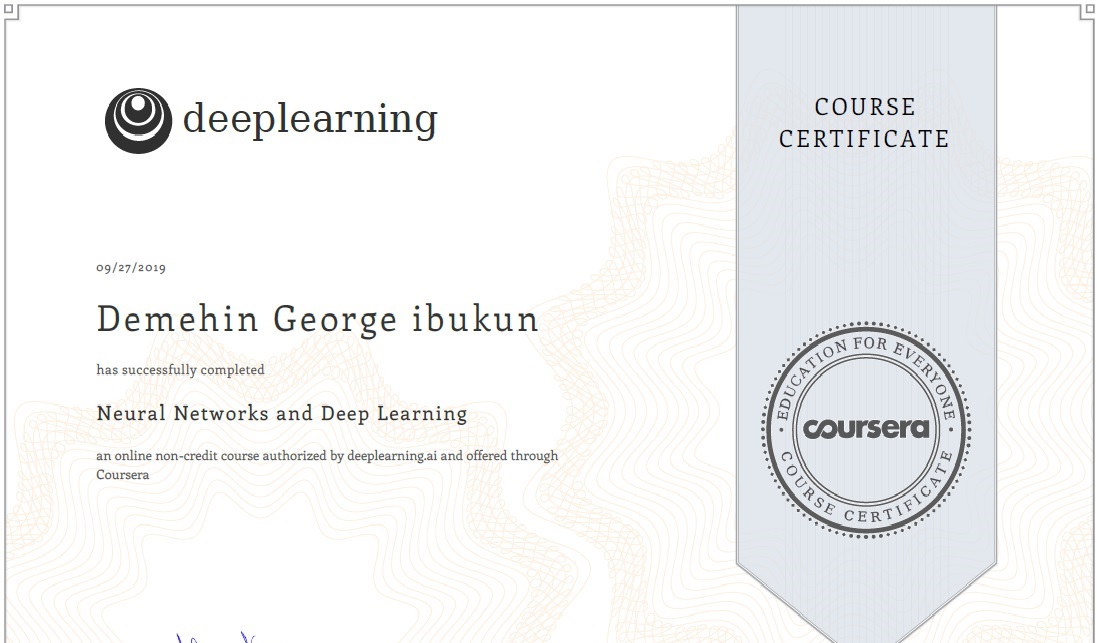 deeplearning
COURSE
CERTIFICATE
09/27/2019
Demehin George ibukun
has successfully completed
Neural Networks and Deep Learning
an online non-credit course authorized by deeplearning.ai and offered through
Coursera
EDUCATION FOR EVERYONE
coursera
COURSE CERTIFICATE